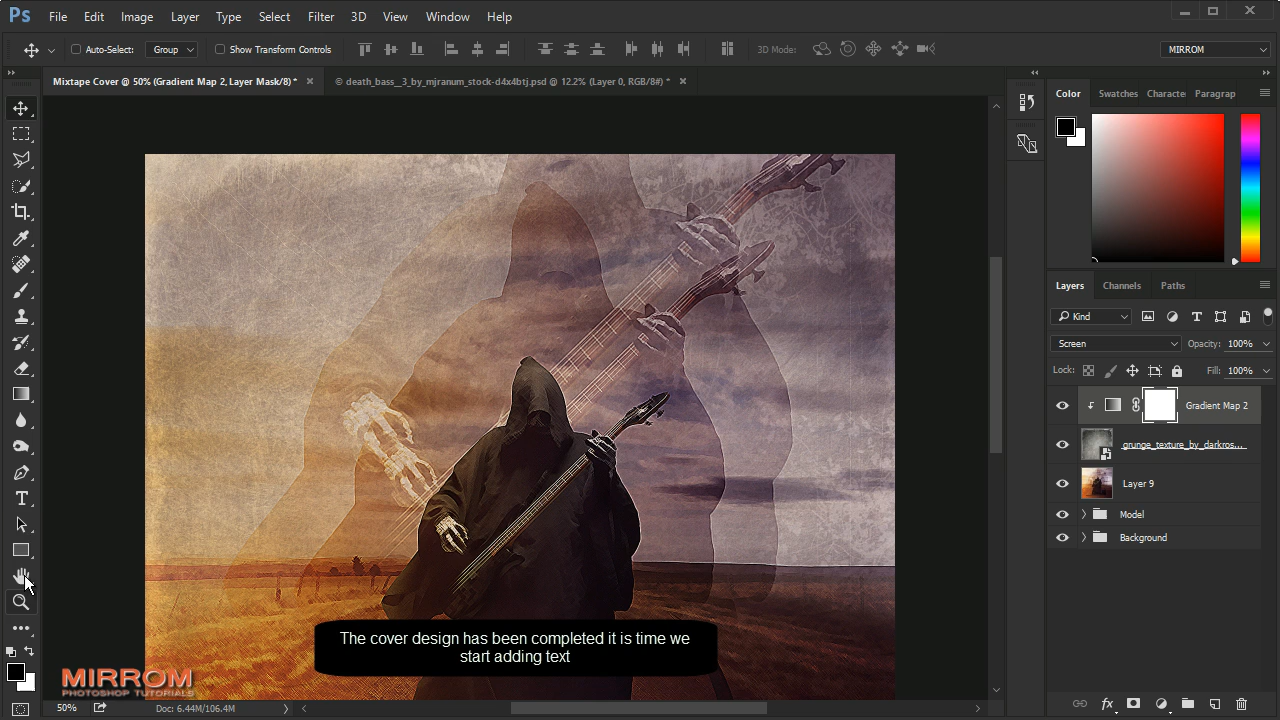 Ps File Edit Image Layer Type Select Filter 3D View Window Help
Auto-Select: Group Show Transform Controls 3D Mode: MIRROM
Mixtape Cover @ 50% (Gradient Map 2, Layer Mask/8) * × © death_bass__3_by_mjranum_stock-d4x4btj.psd @ 12.2% (Layer 0, RGB/8#) * ×
Color Swatches Characte Paragrap
Layers Channels Paths
Kind
Screen Opacity: 100%
Lock: Fill: 100%
Gradient Map 2
grunge_texture_by_darkros...
Layer 9
Model
Background
The cover design has been completed it is time we
start adding text
MIRROM
PHOTOSHOP TUTORIALS
50% Doc: 6.44M/106.4M
fx